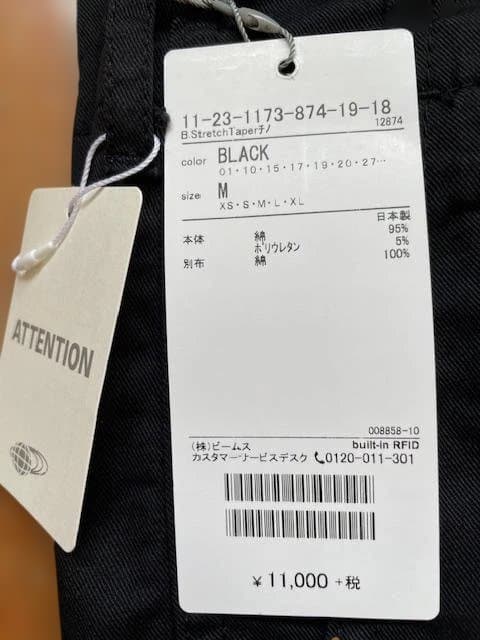 11-23-1173-874-19-18
B.StretchTaperﾁﾉ 12874
color BLACK
01・10・15・17・19・20・27…
size M
XS・S・M・L・XL
日本製
本体 綿 95%
ﾎﾟﾘｳﾚﾀﾝ 5%
別布 綿 100%
008858-10
(株)ビームス built-in RFID
カスタマーサービスデスク 0120-011-301
¥ 11,000 +税
ATTENTION